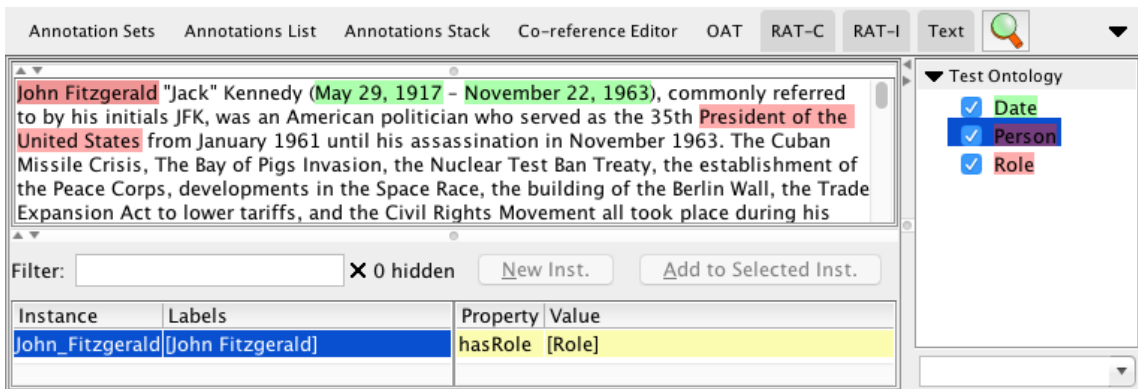 Annotation Sets Annotations List Annotations Stack Co-reference Editor OAT RAT-C RAT-I Text
John Fitzgerald "Jack" Kennedy (May 29, 1917 – November 22, 1963), commonly referred
to by his initials JFK, was an American politician who served as the 35th President of the
United States from January 1961 until his assassination in November 1963. The Cuban
Missile Crisis, The Bay of Pigs Invasion, the Nuclear Test Ban Treaty, the establishment of
the Peace Corps, developments in the Space Race, the building of the Berlin Wall, the Trade
Expansion Act to lower tariffs, and the Civil Rights Movement all took place during his
Test Ontology
Date
Person
Role
Filter: X 0 hidden New Inst. Add to Selected Inst.
Instance Labels Property Value
John_Fitzgerald [John Fitzgerald] hasRole [Role]